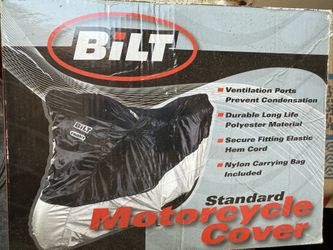 BiLT
Ventilation Ports
Prevent Condensation
Durable Long Life
Polyester Material
Secure Fitting Elastic
Hem Cord
Nylon Carrying Bag
Included
BiLT
Standard
Motorcycle
Cover